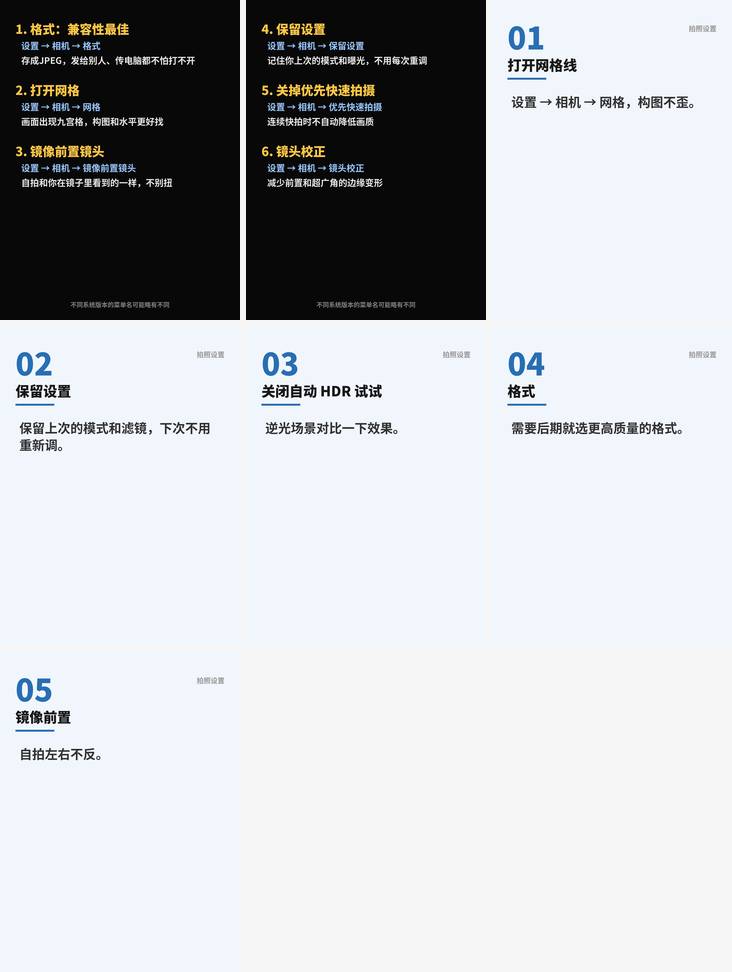 1. 格式：兼容性最佳
设置 → 相机 → 格式
存成JPEG，发给别人、传电脑都不怕打不开
2. 打开网格
设置 → 相机 → 网格
画面出现九宫格，构图和水平更好找
3. 镜像前置镜头
设置 → 相机 → 镜像前置镜头
自拍和你在镜子里看到的一样，不别扭
不同系统版本的菜单名可能略有不同
4. 保留设置
设置 → 相机 → 保留设置
记住你上次的模式和曝光，不用每次重调
5. 关掉优先快速拍摄
设置 → 相机 → 优先快速拍摄
连续快拍时不自动降低画质
6. 镜头校正
设置 → 相机 → 镜头校正
减少前置和超广角的边缘变形
不同系统版本的菜单名可能略有不同
01
拍照设置
打开网格线
设置 → 相机 → 网格，构图不歪。
02
拍照设置
保留设置
保留上次的模式和滤镜，下次不用
重新调。
03
拍照设置
关闭自动 HDR 试试
逆光场景对比一下效果。
04
拍照设置
格式
需要后期就选更高质量的格式。
05
拍照设置
镜像前置
自拍左右不反。